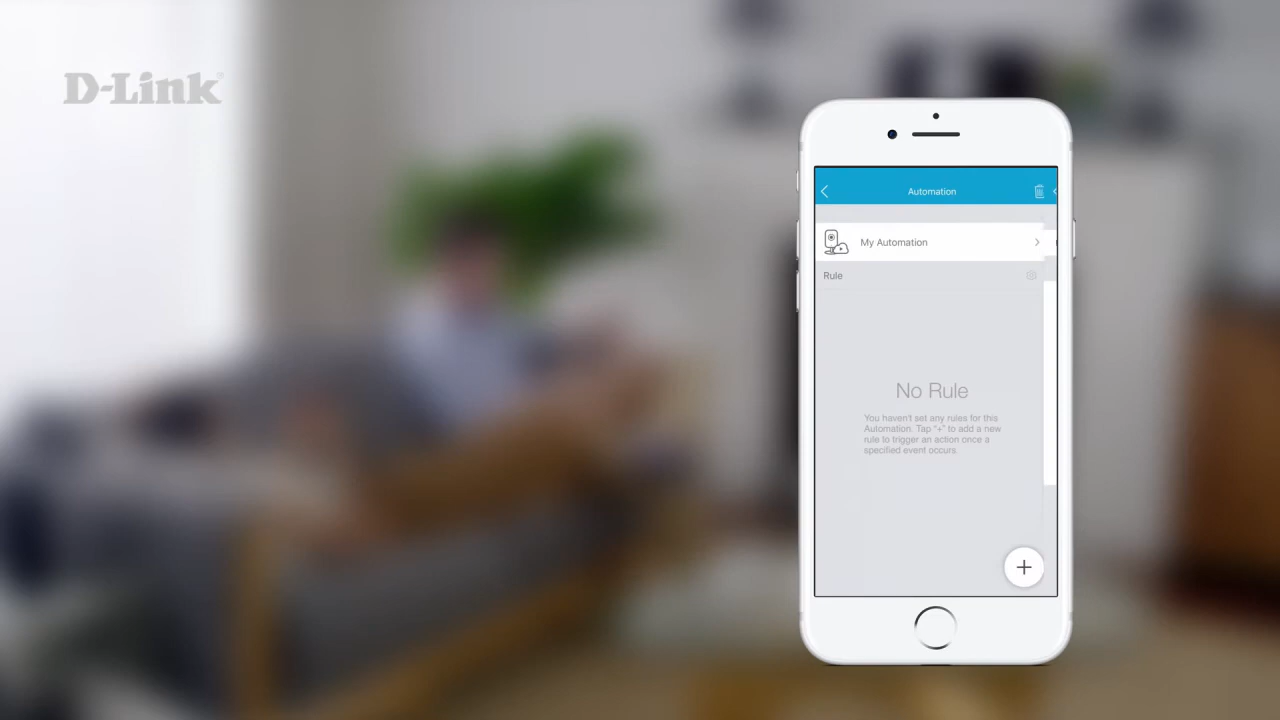 D-Link
Automation
My Automation
Rule
No Rule
You haven't set any rules for this
Automation. Tap "+" to add a new
rule to trigger an action once a
specified event occurs